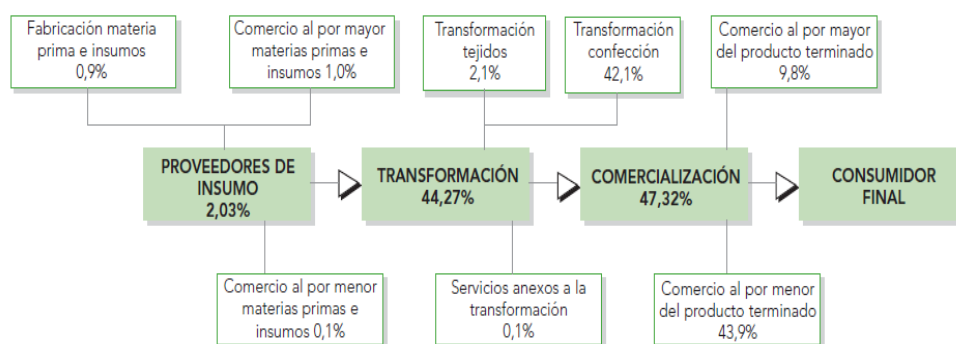 Fabricación materia
prima e insumos
0,9%
Comercio al por mayor
materias primas e
insumos 1,0%
Transformación
tejidos
2,1%
Transformación
confección
42,1%
Comercio al por mayor
del producto terminado
9,8%
PROVEEDORES DE
INSUMO
2,03%
TRANSFORMACIÓN
44,27%
COMERCIALIZACIÓN
47,32%
CONSUMIDOR
FINAL
Comercio al por menor
materias primas e
insumos 0,1%
Servicios anexos a la
transformación
0,1%
Comercio al por menor
del producto terminado
43,9%